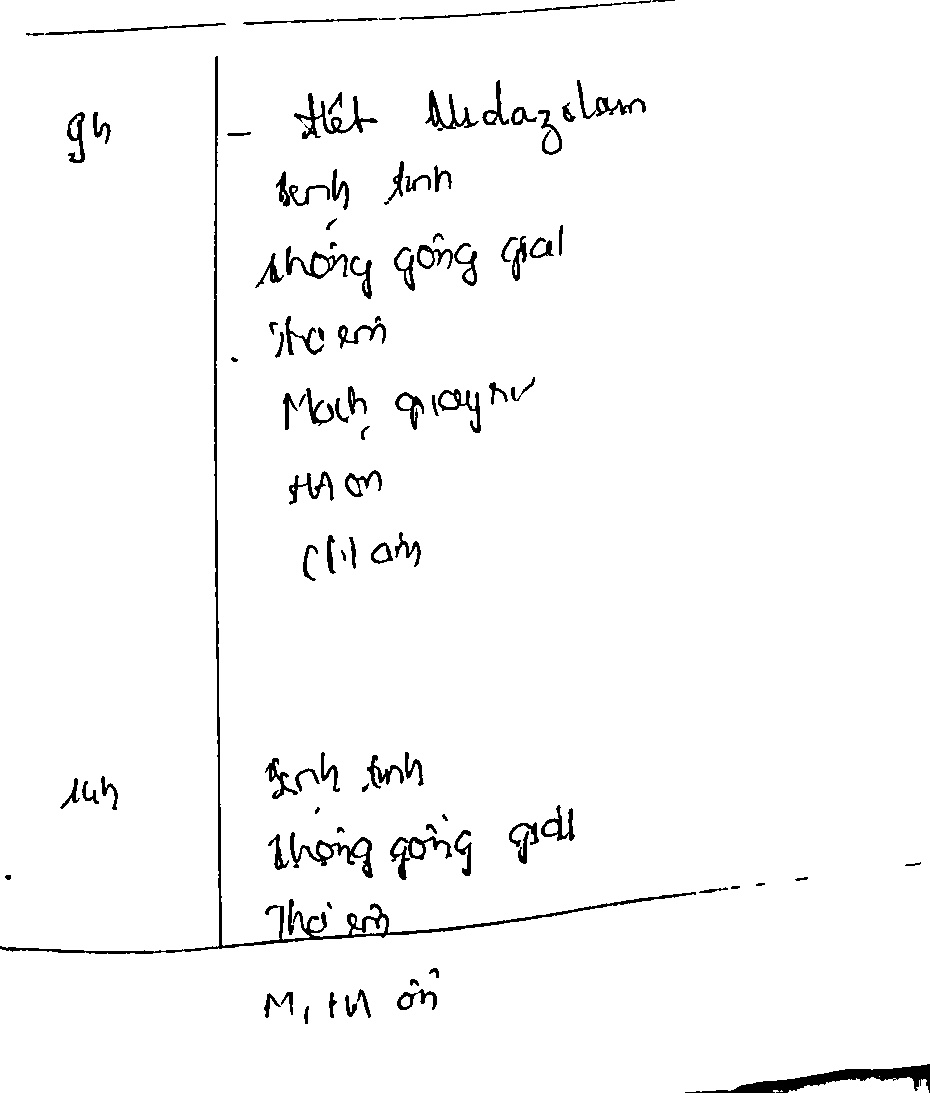 9h
- Hết Midazolam
Bệnh tỉnh
không gồng giật
Thở êm
Mạch quay rõ
HA ổn
Chi ấm
14h
Bệnh tỉnh
không gồng giật
Thở êm
M, HA ổn